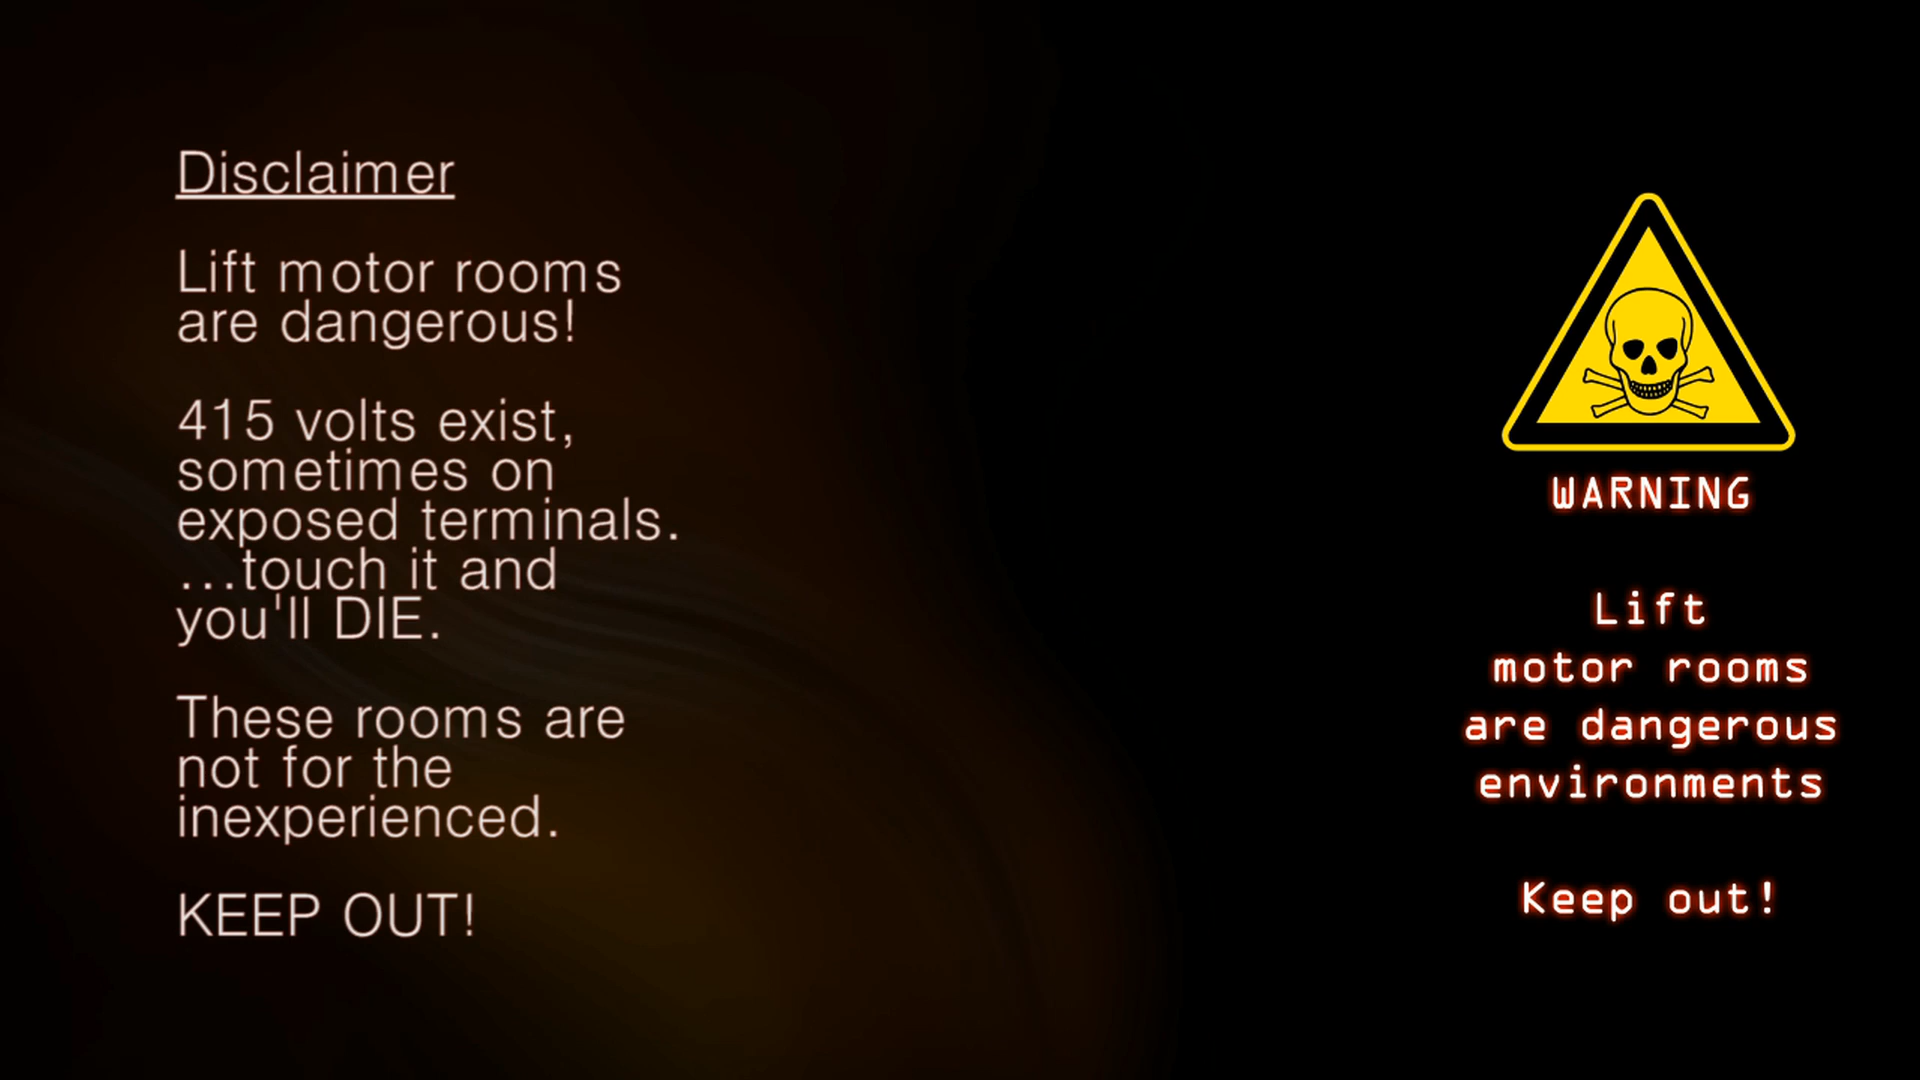 Disclaimer
Lift motor rooms
are dangerous!
415 volts exist,
sometimes on
exposed terminals.
...touch it and
you'll DIE.
These rooms are
not for the
inexperienced.
KEEP OUT!
WARNING
Lift
motor rooms
are dangerous
environments
Keep out!